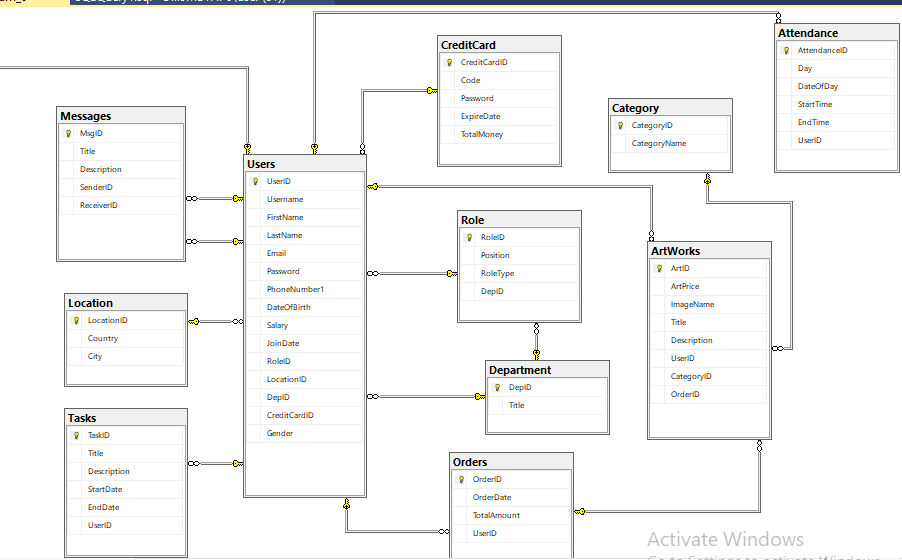 CreditCard
CreditCardID
Code
Password
ExpireDate
TotalMoney
Attendance
AttendanceID
Day
DateOfDay
StartTime
EndTime
UserID
Category
CategoryID
CategoryName
Messages
MsgID
Title
Description
SenderID
ReceiverID
Users
UserID
Username
FirstName
LastName
Email
Password
PhoneNumber1
DateOfBirth
Salary
JoinDate
RoleID
LocationID
DepID
CreditCardID
Gender
Role
RoleID
Position
RoleType
DepID
ArtWorks
ArtID
ArtPrice
ImageName
Title
Description
UserID
CategoryID
OrderID
Location
LocationID
Country
City
Department
DepID
Title
Tasks
TaskID
Title
Description
StartDate
EndDate
UserID
Orders
OrderID
OrderDate
TotalAmount
UserID
Activate Windows